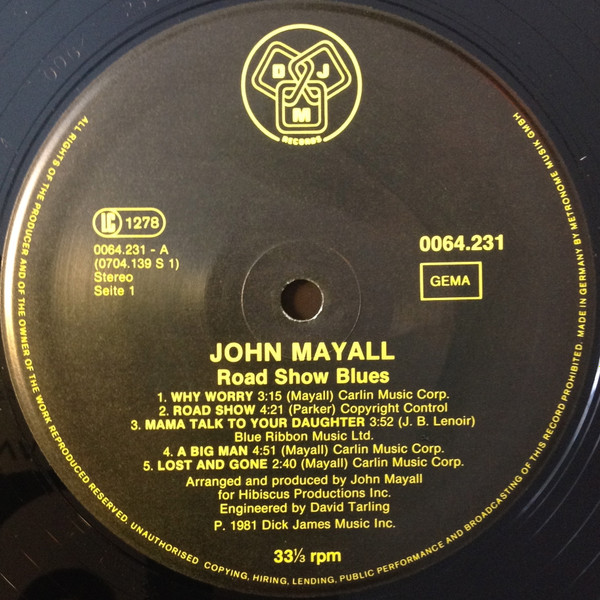 D J
M
RECORDS
LC 1278
0064.231 - A
(0704.139 S 1)
Stereo
Seite 1
0064.231
GEMA
JOHN MAYALL
Road Show Blues
1. WHY WORRY 3:15 (Mayall) Carlin Music Corp.
2. ROAD SHOW 4:21 (Parker) Copyright Control
3. MAMA TALK TO YOUR DAUGHTER 3:52 (J. B. Lenoir)
Blue Ribbon Music Ltd.
4. A BIG MAN 4:51 (Mayall) Carlin Music Corp.
5. LOST AND GONE 2:40 (Mayall) Carlin Music Corp.
Arranged and produced by John Mayall
for Hibiscus Productions Inc.
Engineered by David Tarling
P. 1981 Dick James Music Inc.
33⅓ rpm
ALL RIGHTS OF THE PRODUCER AND OF THE OWNER OF THE WORK REPRODUCED RESERVED. UNAUTHORISED COPYING, HIRING, LENDING, PUBLIC PERFORMANCE AND BROADCASTING OF THIS RECORD PROHIBITED. MADE IN GERMANY BY METRONOME MUSIK GMBH